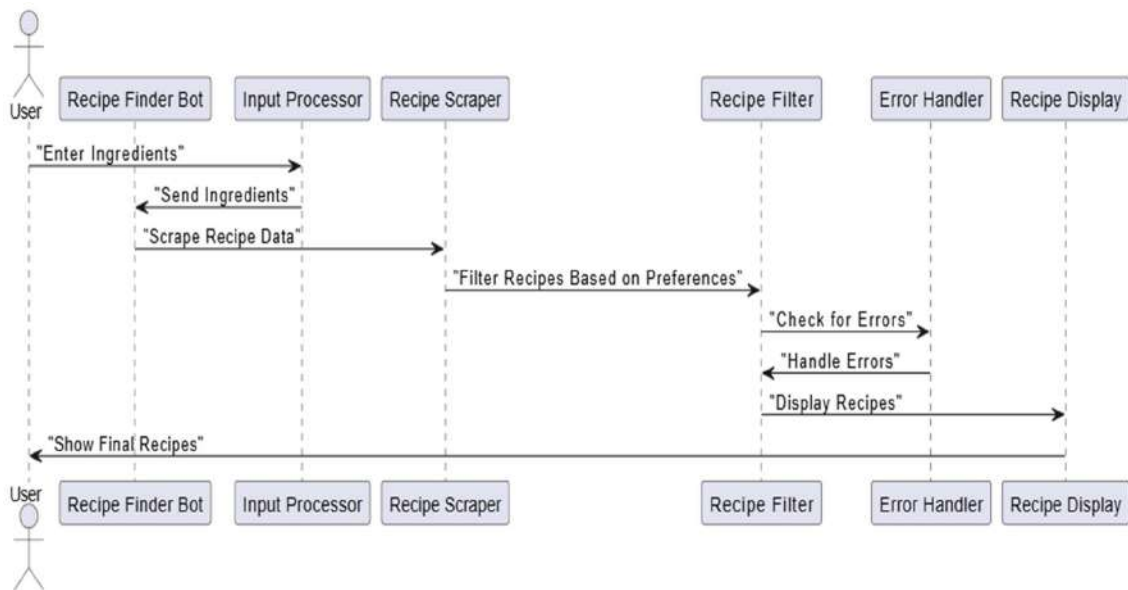 User
Recipe Finder Bot
Input Processor
Recipe Scraper
Recipe Filter
Error Handler
Recipe Display
"Enter Ingredients"
"Send Ingredients"
"Scrape Recipe Data"
"Filter Recipes Based on Preferences"
"Check for Errors"
"Handle Errors"
"Display Recipes"
"Show Final Recipes"
User
Recipe Finder Bot
Input Processor
Recipe Scraper
Recipe Filter
Error Handler
Recipe Display